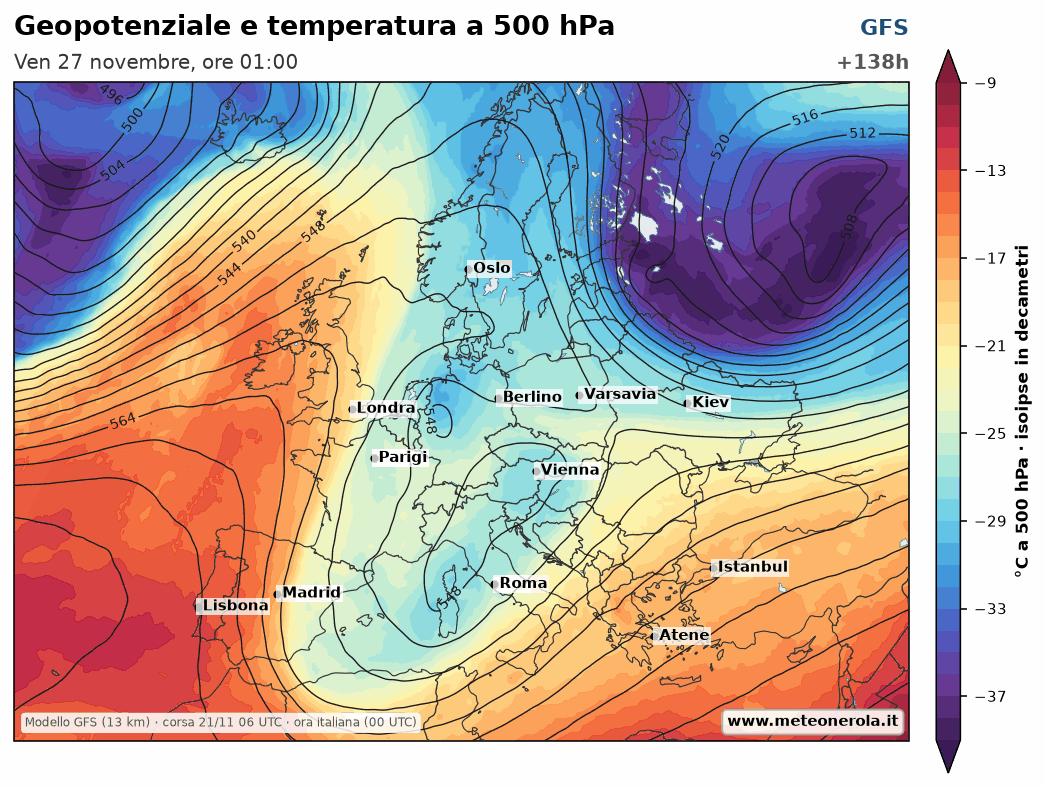 Geopotenziale e temperatura a 500 hPa
GFS
Ven 27 novembre, ore 01:00
+138h
496
500
504
516
512
520
508
540
548
544
564
548
548
Oslo
Londra
Berlino
Varsavia
Kiev
Parigi
Vienna
Istanbul
Roma
Madrid
Lisbona
Atene
Modello GFS (13 km) · corsa 21/11 06 UTC · ora italiana (00 UTC)
www.meteonerola.it
−9
−13
−17
−21
−25
−29
−33
−37
°C a 500 hPa · isoipse in decametri